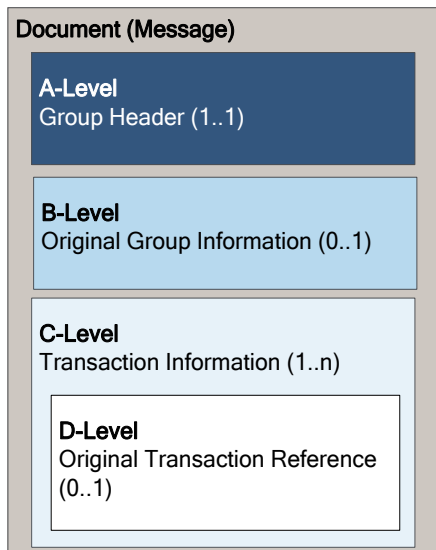 Document (Message)
A-Level
Group Header (1..1)
B-Level
Original Group Information (0..1)
C-Level
Transaction Information (1..n)
D-Level
Original Transaction Reference
(0..1)